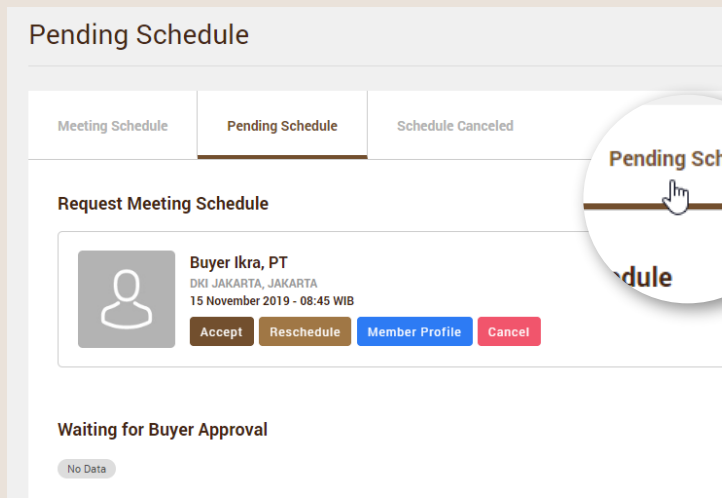 Pending Schedule
Meeting Schedule
Pending Schedule
Schedule Canceled
Pending Sch
Request Meeting Schedule
edule
Buyer Ikra, PT
DKI JAKARTA, JAKARTA
15 November 2019 - 08:45 WIB
Accept
Reschedule
Member Profile
Cancel
Waiting for Buyer Approval
No Data